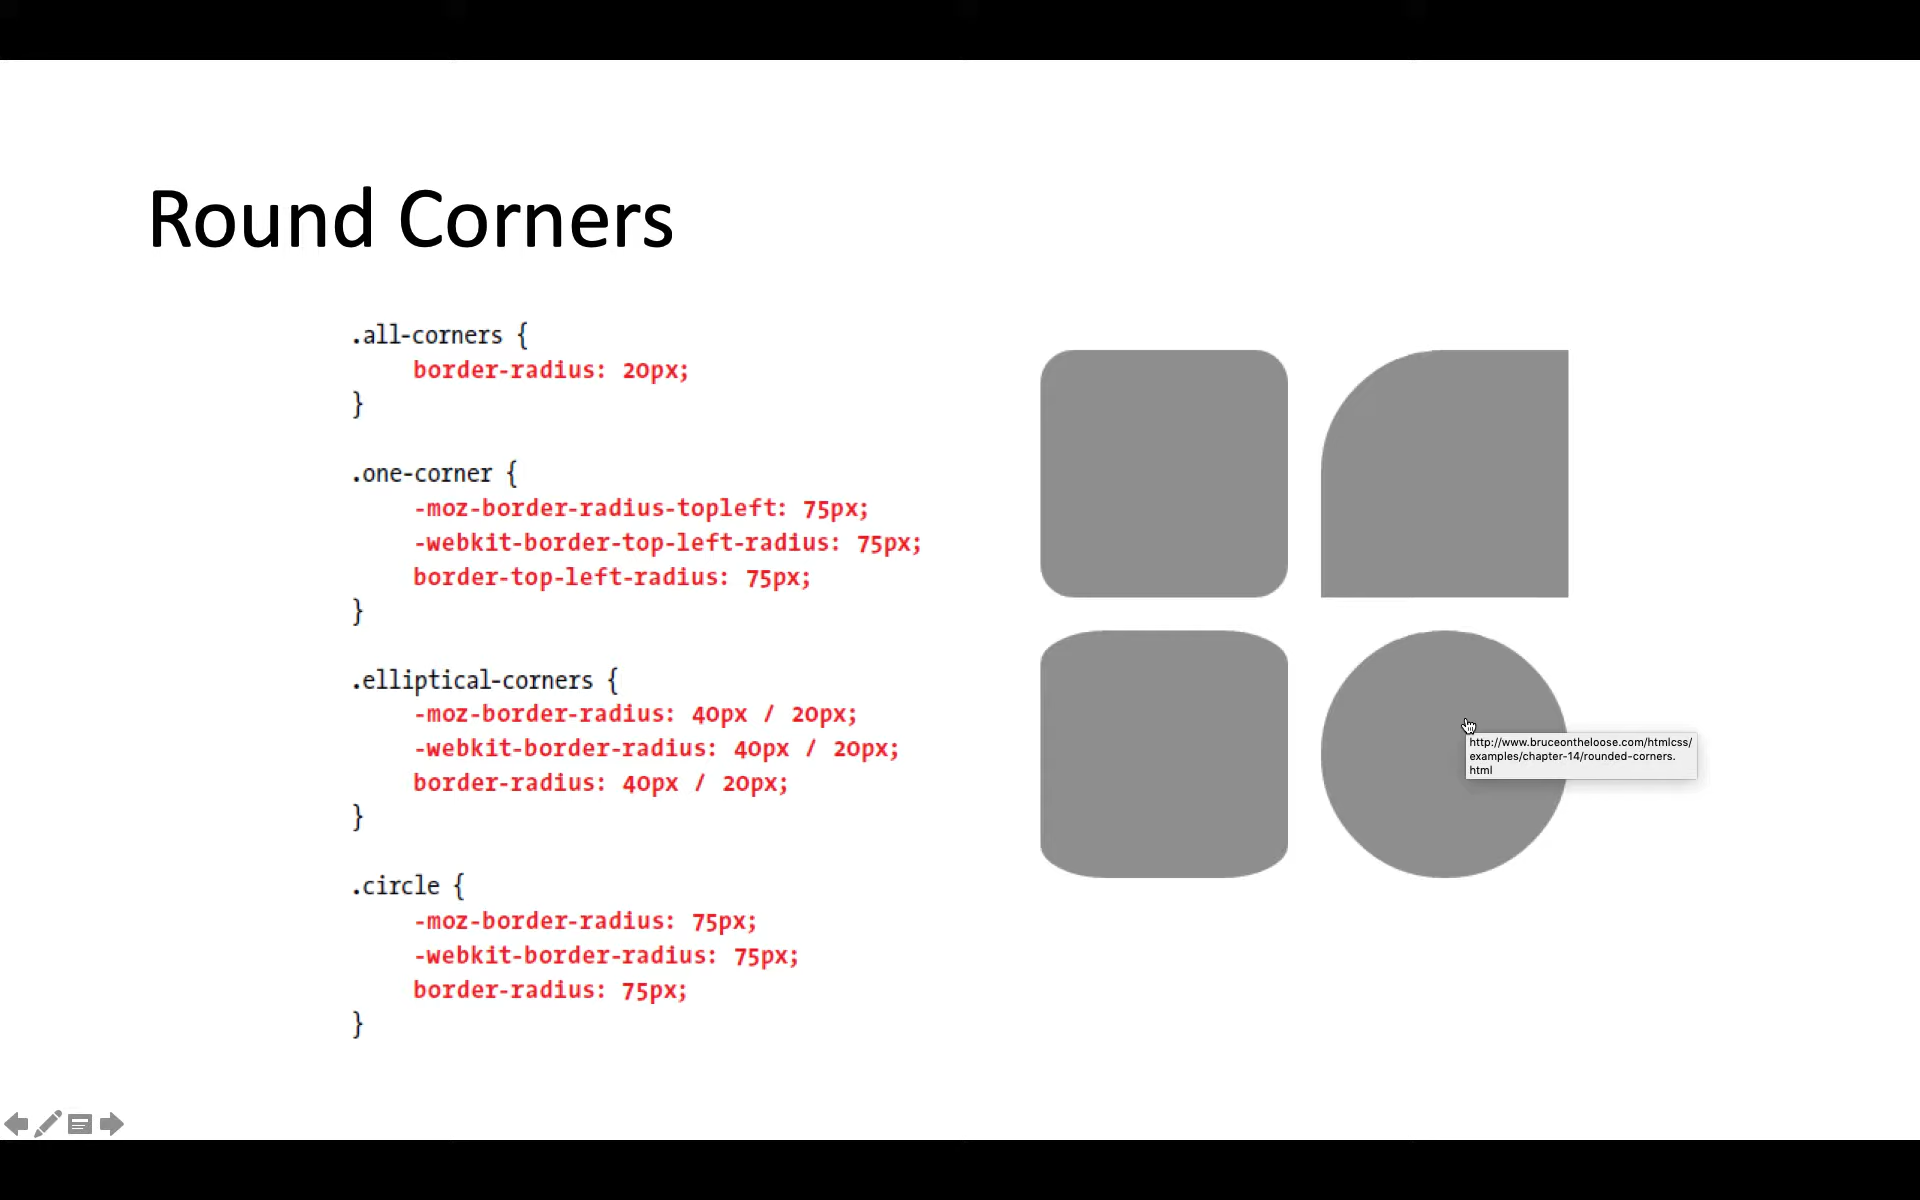 Round Corners
.all-corners {
border-radius: 20px;
}
.one-corner {
-moz-border-radius-topleft: 75px;
-webkit-border-top-left-radius: 75px;
border-top-left-radius: 75px;
}
.elliptical-corners {
-moz-border-radius: 40px / 20px;
-webkit-border-radius: 40px / 20px;
border-radius: 40px / 20px;
}
.circle {
-moz-border-radius: 75px;
-webkit-border-radius: 75px;
border-radius: 75px;
}
http://www.bruceontheloose.com/htmlcss/
examples/chapter-14/rounded-corners.
html